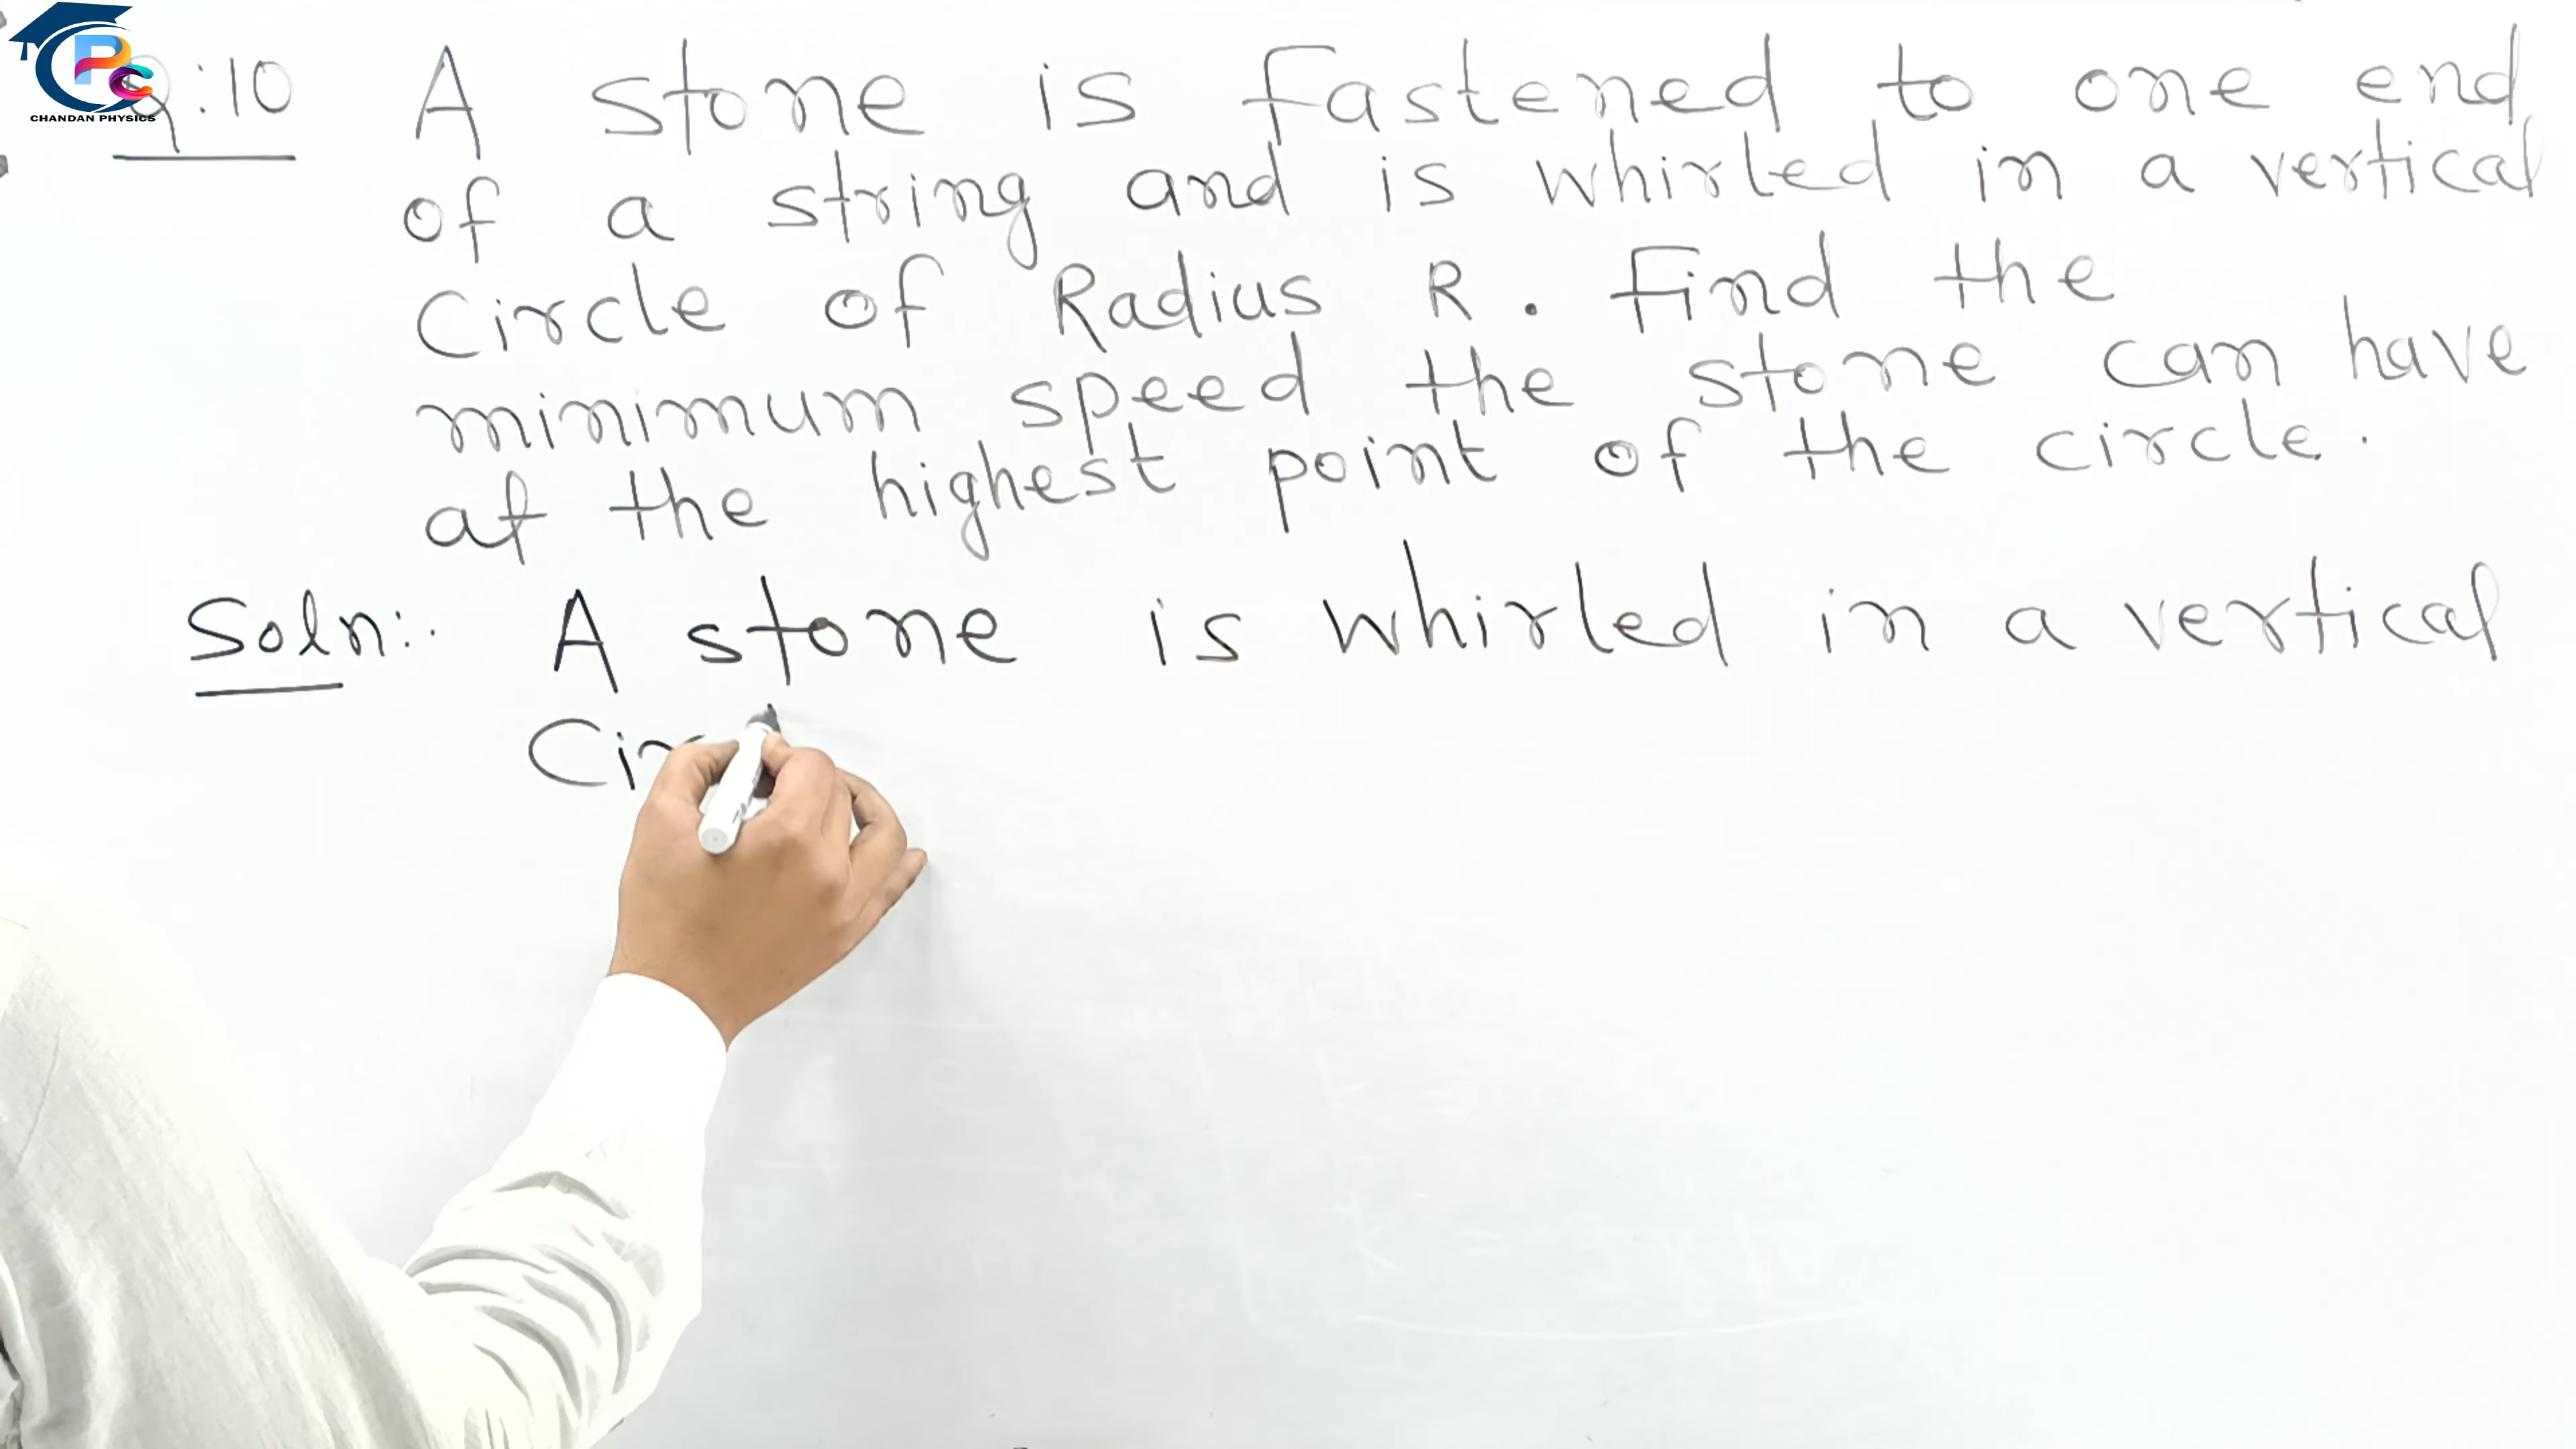 CHANDAN PHYSICS
Q:10 A stone is fastened to one end
of a string and is whirled in a vertical
Circle of Radius R. Find the
minimum speed the stone can have
at the highest point of the circle.
Soln:. A stone is whirled in a vertical
Cir